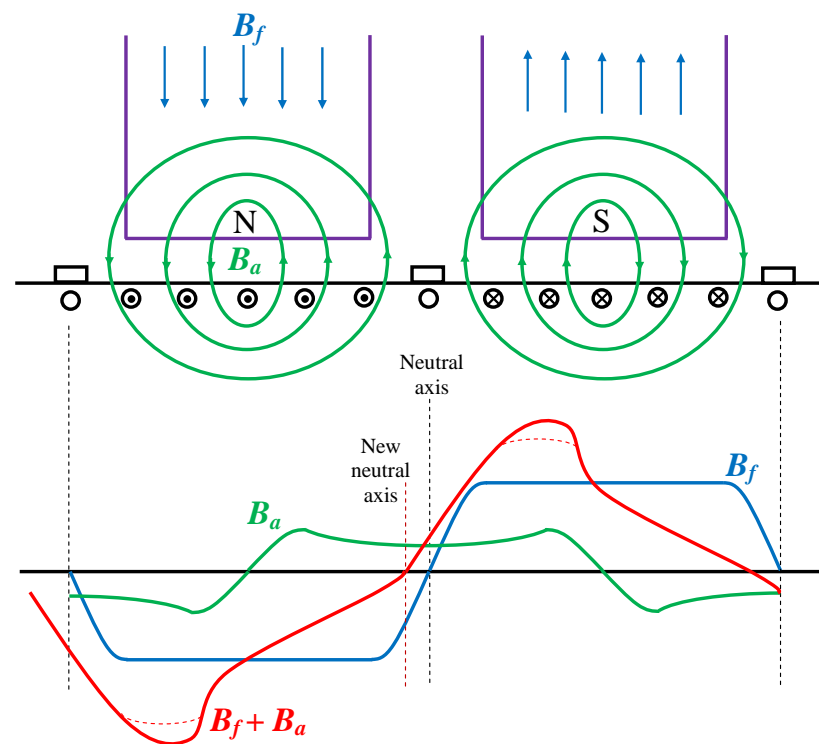 B_f
N
S
B_a
Neutral
axis
New
neutral
axis
B_f
B_a
B_f + B_a